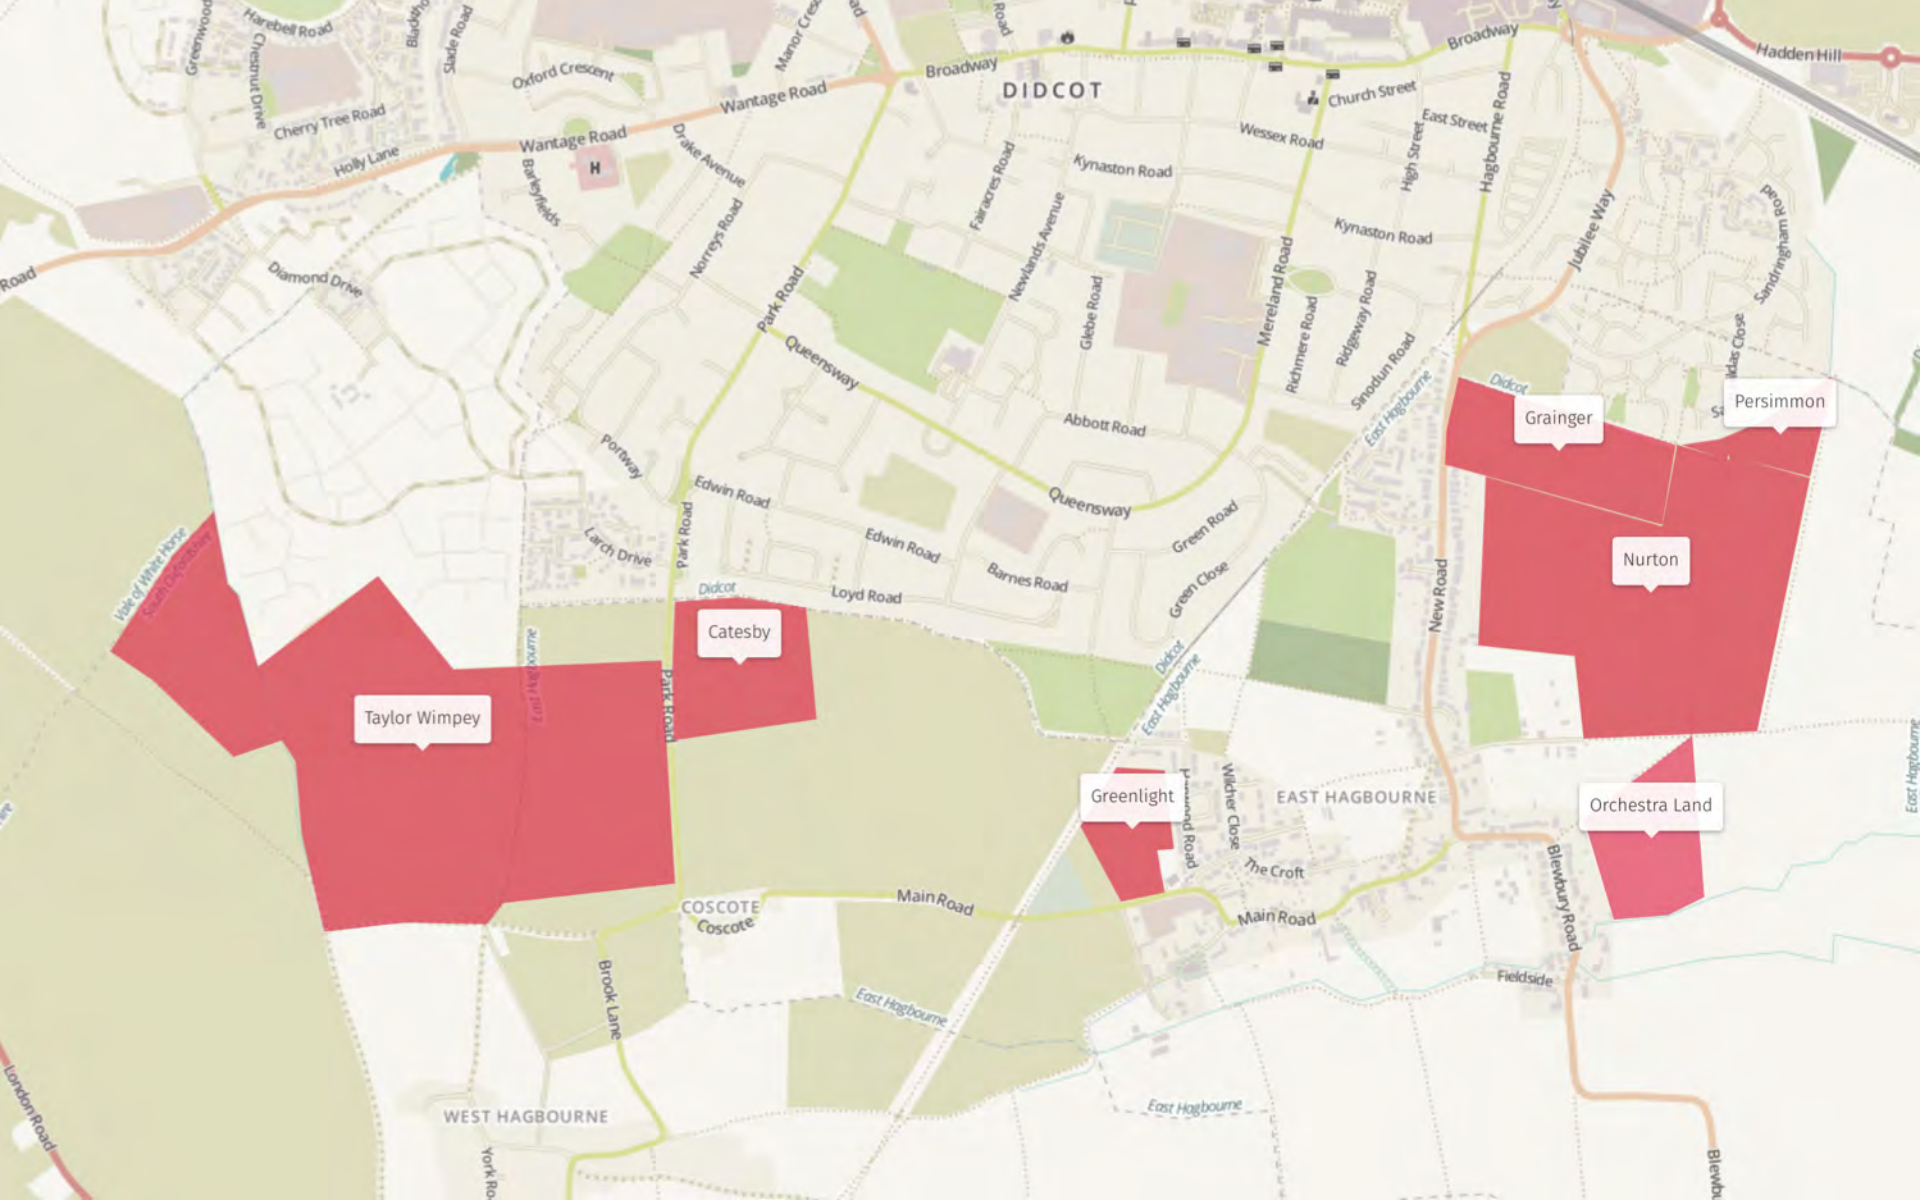 Greenwood
Harebell Road
Slade Road
Chestnut Drive
Cherry Tree Road
Holly Lane
Oxford Crescent
Wantage Road
Wantage Road
Broadway
DIDCOT
Broadway
Hadden Hill
Church Street
East Street
Wessex Road
High Street
Hagbourne Road
Kynaston Road
Kynaston Road
H
Barleyfields
Drake Avenue
Norreys Road
Fairacres Road
Newlands Avenue
Glebe Road
Mereland Road
Richmere Road
Ridgeway Road
Sinodun Road
Jubilee Way
Sandringham Road
Road
Diamond Drive
Park Road
Queensway
Abbott Road
East Hagbourne
Didcot
Grainger
Persimmon
Portway
Edwin Road
Queensway
Park Road
Larch Drive
Edwin Road
Barnes Road
Green Road
Green Close
Vale of White Horse
South Oxfordshire
Didcot
Loyd Road
New Road
Nurton
Catesby
Park Road
Didcot
East Hagbourne
Taylor Wimpey
Greenlight
Wilcher Close
EAST HAGBOURNE
Orchestra Land
East Hagbourne
The Croft
Blewbury Road
COSCOTE
Coscote
Main Road
Main Road
Brook Lane
Fieldside
East Hagbourne
London Road
WEST HAGBOURNE
East Hagbourne
York Ro
Blewbu